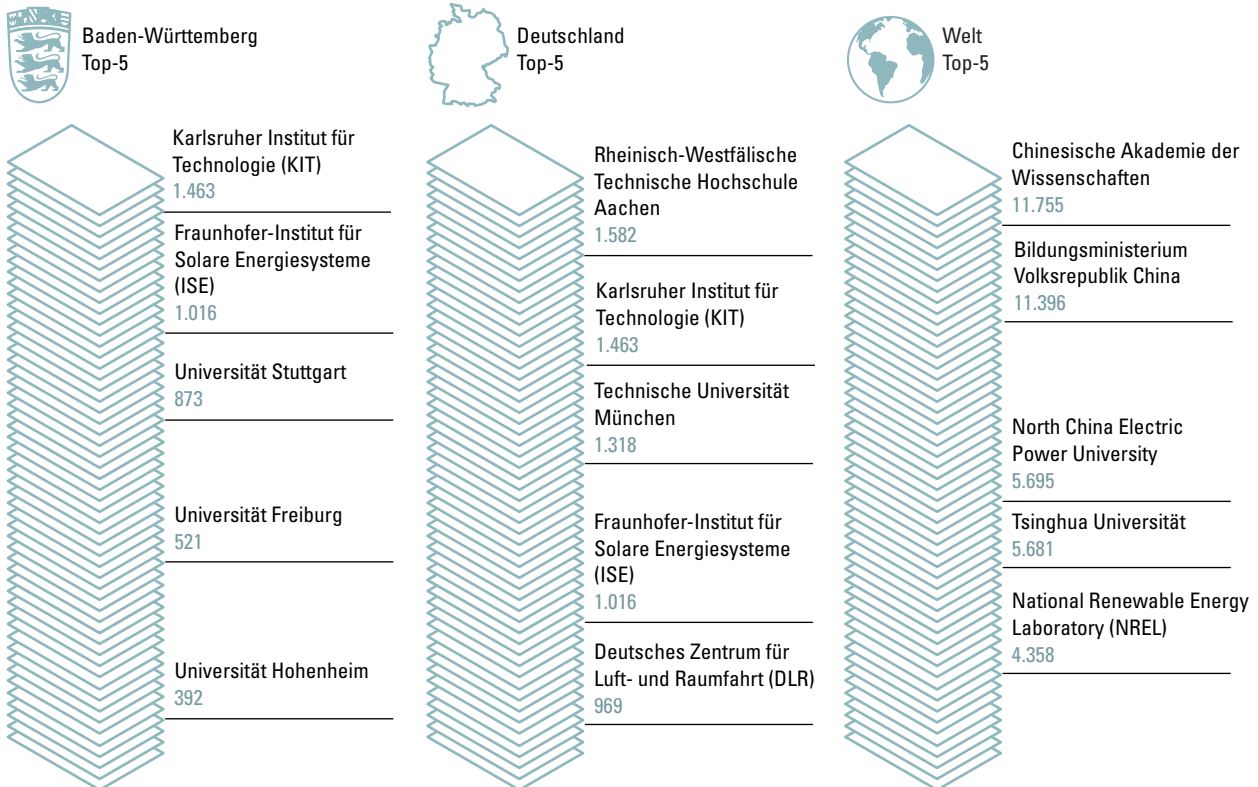 Baden-Württemberg
Top-5
Karlsruher Institut für
Technologie (KIT)
1.463
Fraunhofer-Institut für
Solare Energiesysteme
(ISE)
1.016
Universität Stuttgart
873
Universität Freiburg
521
Universität Hohenheim
392
Deutschland
Top-5
Rheinisch-Westfälische
Technische Hochschule
Aachen
1.582
Karlsruher Institut für
Technologie (KIT)
1.463
Technische Universität
München
1.318
Fraunhofer-Institut für
Solare Energiesysteme
(ISE)
1.016
Deutsches Zentrum für
Luft- und Raumfahrt (DLR)
969
Welt
Top-5
Chinesische Akademie der
Wissenschaften
11.755
Bildungsministerium
Volksrepublik China
11.396
North China Electric
Power University
5.695
Tsinghua Universität
5.681
National Renewable Energy
Laboratory (NREL)
4.358